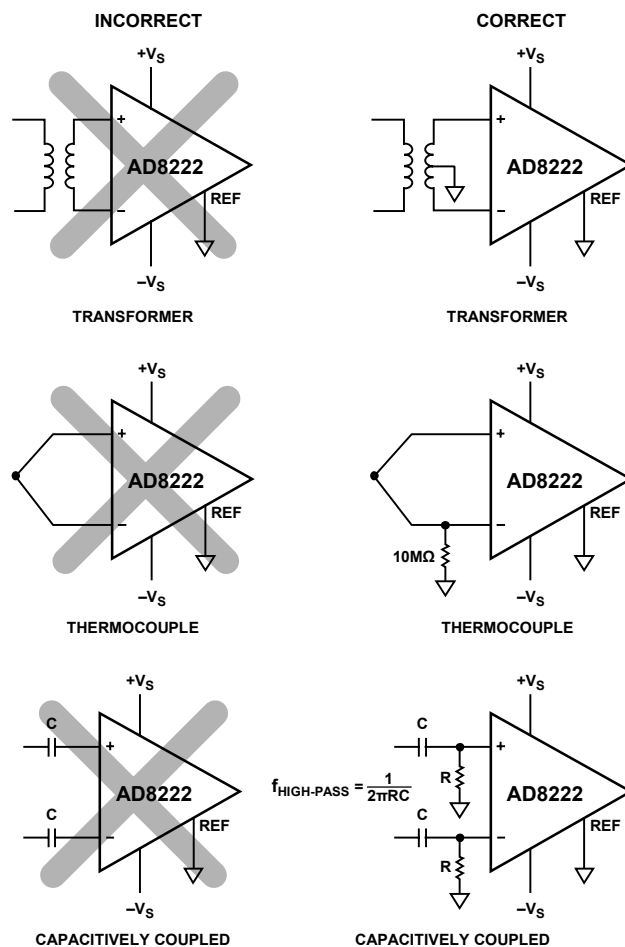 INCORRECT
CORRECT
+VS
+
AD8222
−
REF
−VS
TRANSFORMER
+VS
+
AD8222
−
REF
−VS
TRANSFORMER
+VS
+
AD8222
−
REF
−VS
THERMOCOUPLE
+VS
+
AD8222
−
REF
10MΩ
−VS
THERMOCOUPLE
+VS
C
+
AD8222
C
−
REF
−VS
CAPACITIVELY COUPLED
+VS
C
+
R
fHIGH-PASS = 1/2πRC
AD8222
C
−
REF
R
−VS
CAPACITIVELY COUPLED